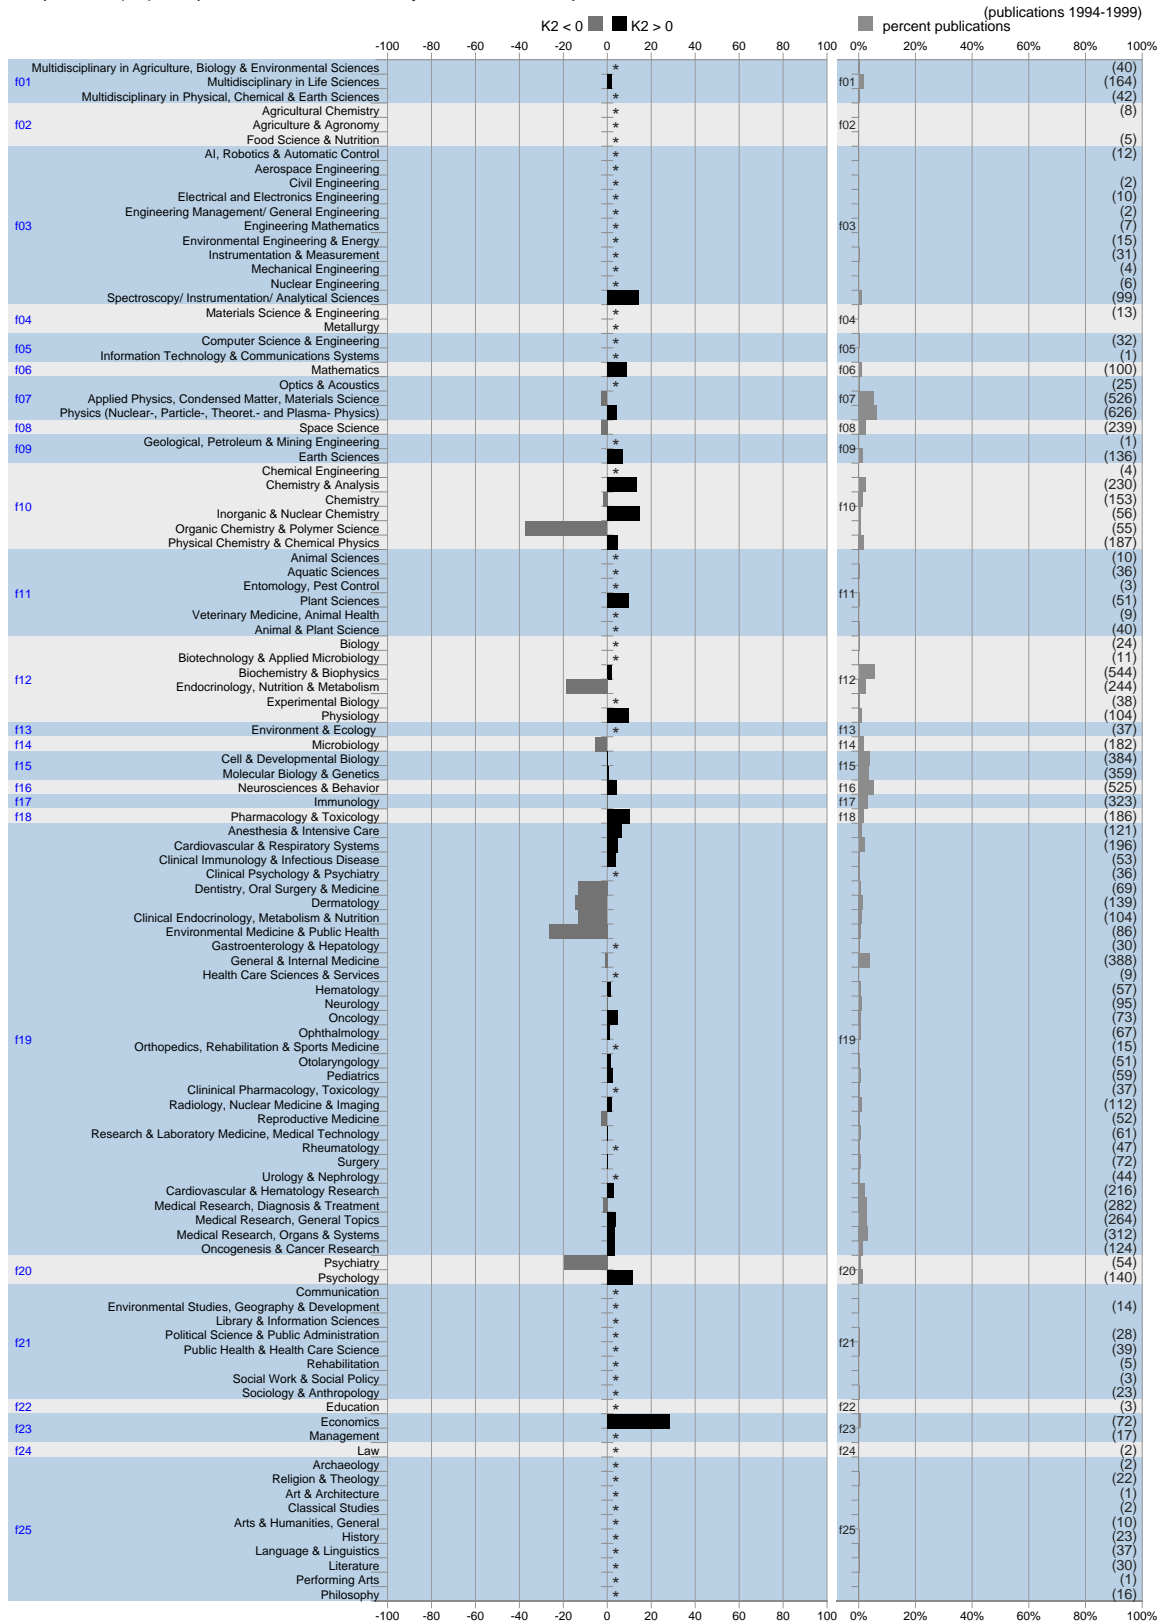 (publications 1994-1999)
K2 < 0 K2 > 0 percent publications
-100 -80 -60 -40 -20 0 20 40 60 80 100 0% 20% 40% 60% 80% 100%
Multidisciplinary in Agriculture, Biology & Environmental Sciences * (40)
f01 Multidisciplinary in Life Sciences f01 (164)
Multidisciplinary in Physical, Chemical & Earth Sciences * (42)
Agricultural Chemistry * (8)
f02 Agriculture & Agronomy * f02
Food Science & Nutrition * (5)
AI, Robotics & Automatic Control * (12)
Aerospace Engineering *
Civil Engineering * (2)
Electrical and Electronics Engineering * (10)
Engineering Management/ General Engineering * (2)
f03 Engineering Mathematics * f03 (7)
Environmental Engineering & Energy * (15)
Instrumentation & Measurement * (31)
Mechanical Engineering * (4)
Nuclear Engineering * (6)
Spectroscopy/ Instrumentation/ Analytical Sciences (99)
f04 Materials Science & Engineering * f04 (13)
Metallurgy *
f05 Computer Science & Engineering * f05 (32)
Information Technology & Communications Systems * (1)
f06 Mathematics f06 (100)
Optics & Acoustics * (25)
f07 Applied Physics, Condensed Matter, Materials Science f07 (526)
Physics (Nuclear-, Particle-, Theoret.- and Plasma- Physics) (626)
f08 Space Science f08 (239)
f09 Geological, Petroleum & Mining Engineering * f09 (1)
Earth Sciences (136)
Chemical Engineering * (4)
Chemistry & Analysis (230)
f10 Chemistry f10 (153)
Inorganic & Nuclear Chemistry (56)
Organic Chemistry & Polymer Science (55)
Physical Chemistry & Chemical Physics (187)
Animal Sciences * (10)
Aquatic Sciences * (36)
f11 Entomology, Pest Control * f11 (3)
Plant Sciences (51)
Veterinary Medicine, Animal Health * (9)
Animal & Plant Science * (40)
Biology * (24)
Biotechnology & Applied Microbiology * (11)
f12 Biochemistry & Biophysics f12 (544)
Endocrinology, Nutrition & Metabolism (244)
Experimental Biology * (38)
Physiology (104)
f13 Environment & Ecology * f13 (37)
f14 Microbiology f14 (182)
f15 Cell & Developmental Biology f15 (384)
Molecular Biology & Genetics (359)
f16 Neurosciences & Behavior f16 (525)
f17 Immunology f17 (323)
f18 Pharmacology & Toxicology f18 (186)
Anesthesia & Intensive Care (121)
Cardiovascular & Respiratory Systems (196)
Clinical Immunology & Infectious Disease (53)
Clinical Psychology & Psychiatry * (36)
Dentistry, Oral Surgery & Medicine (69)
Dermatology (139)
Clinical Endocrinology, Metabolism & Nutrition (104)
Environmental Medicine & Public Health (86)
Gastroenterology & Hepatology * (30)
General & Internal Medicine (388)
Health Care Sciences & Services * (9)
Hematology (57)
Neurology (95)
Oncology (73)
f19 Ophthalmology f19 (67)
Orthopedics, Rehabilitation & Sports Medicine * (15)
Otolaryngology (51)
Pediatrics (59)
Clininical Pharmacology, Toxicology * (37)
Radiology, Nuclear Medicine & Imaging (112)
Reproductive Medicine (52)
Research & Laboratory Medicine, Medical Technology (61)
Rheumatology * (47)
Surgery (72)
Urology & Nephrology * (44)
Cardiovascular & Hematology Research (216)
Medical Research, Diagnosis & Treatment (282)
Medical Research, General Topics (264)
Medical Research, Organs & Systems (312)
Oncogenesis & Cancer Research (124)
f20 Psychiatry f20 (54)
Psychology (140)
Communication *
Environmental Studies, Geography & Development * (14)
Library & Information Sciences *
f21 Political Science & Public Administration * f21 (28)
Public Health & Health Care Science * (39)
Rehabilitation * (5)
Social Work & Social Policy * (3)
Sociology & Anthropology * (23)
f22 Education * f22 (3)
f23 Economics f23 (72)
Management * (17)
f24 Law * f24 (2)
Archaeology * (2)
Religion & Theology * (22)
Art & Architecture * (1)
Classical Studies * (2)
f25 Arts & Humanities, General * f25 (10)
History * (23)
Language & Linguistics * (37)
Literature * (30)
Performing Arts * (1)
Philosophy * (16)
-100 -80 -60 -40 -20 0 20 40 60 80 100 0% 20% 40% 60% 80% 100%